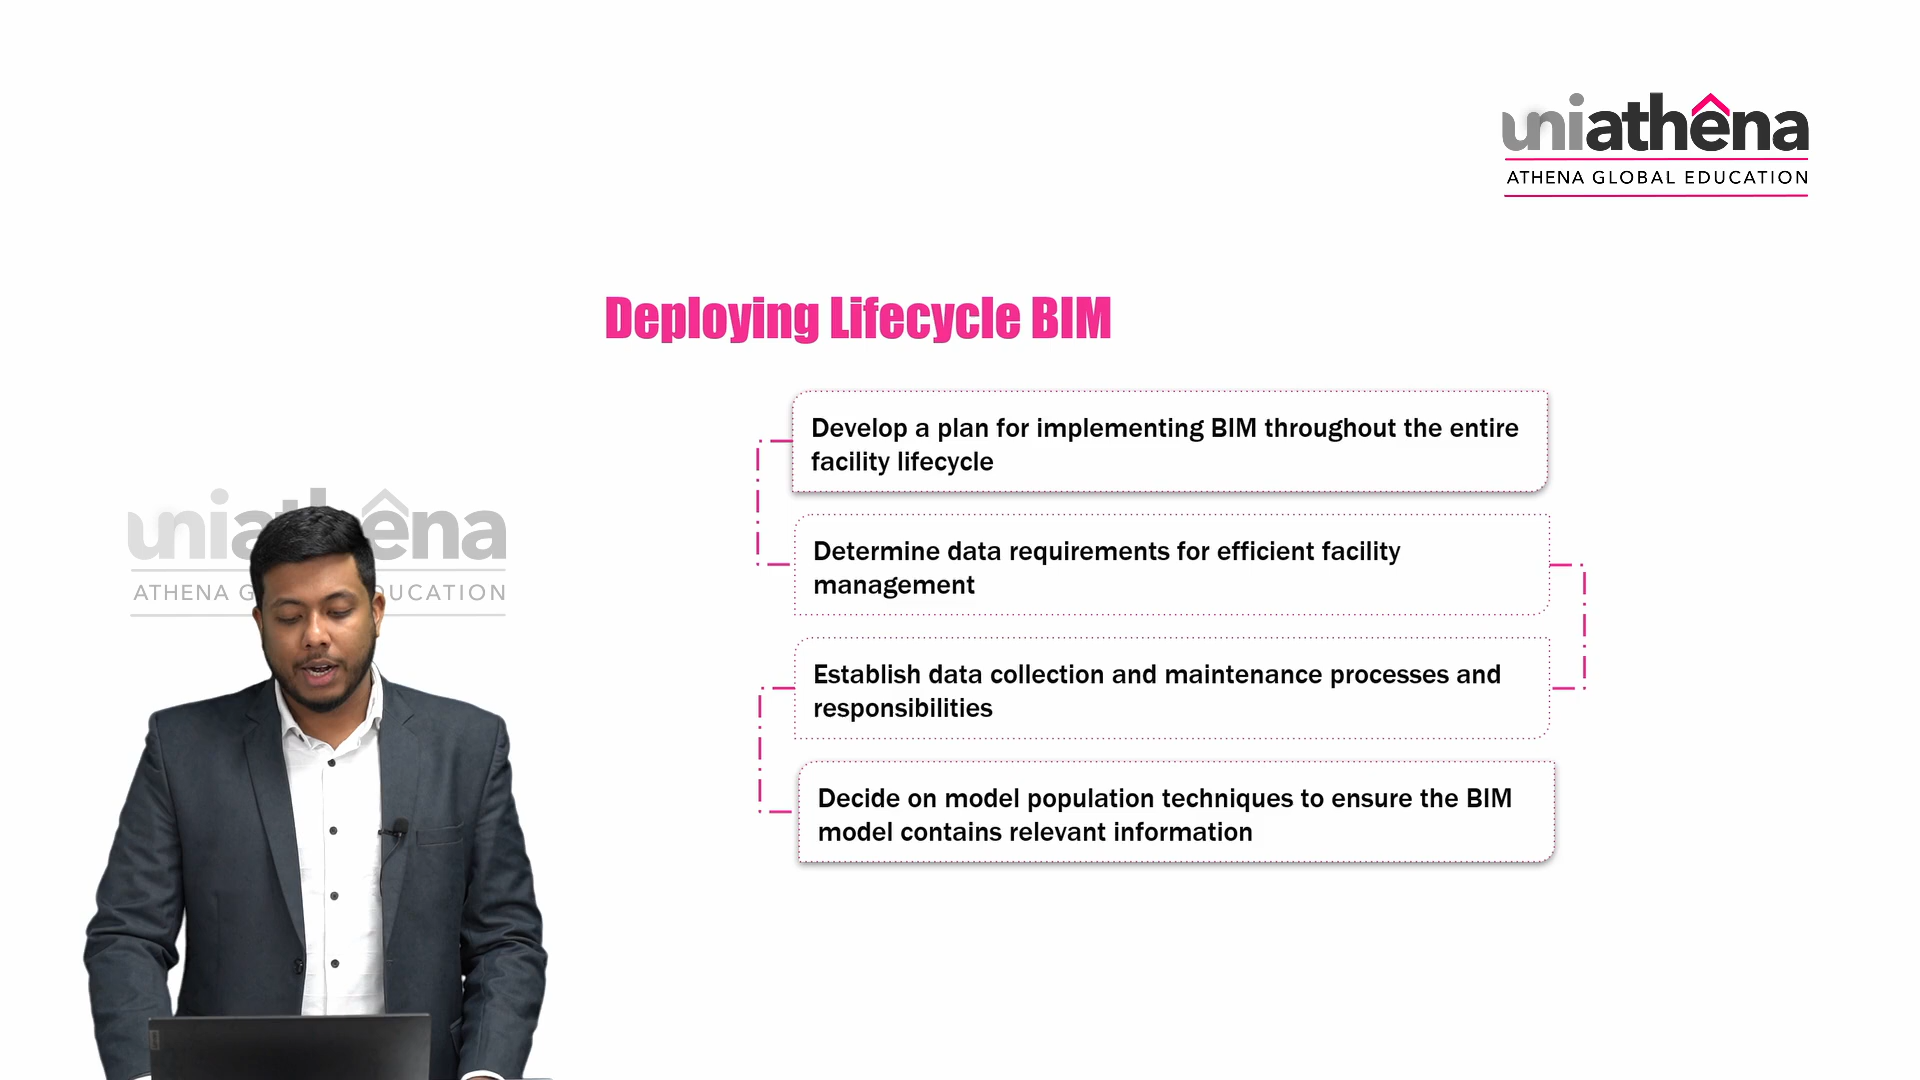 uniathena
ATHENA GLOBAL EDUCATION
Deploying Lifecycle BIM
Develop a plan for implementing BIM throughout the entire
facility lifecycle
Determine data requirements for efficient facility
management
Establish data collection and maintenance processes and
responsibilities
Decide on model population techniques to ensure the BIM
model contains relevant information
uniathena
ATHENA G DUCATION